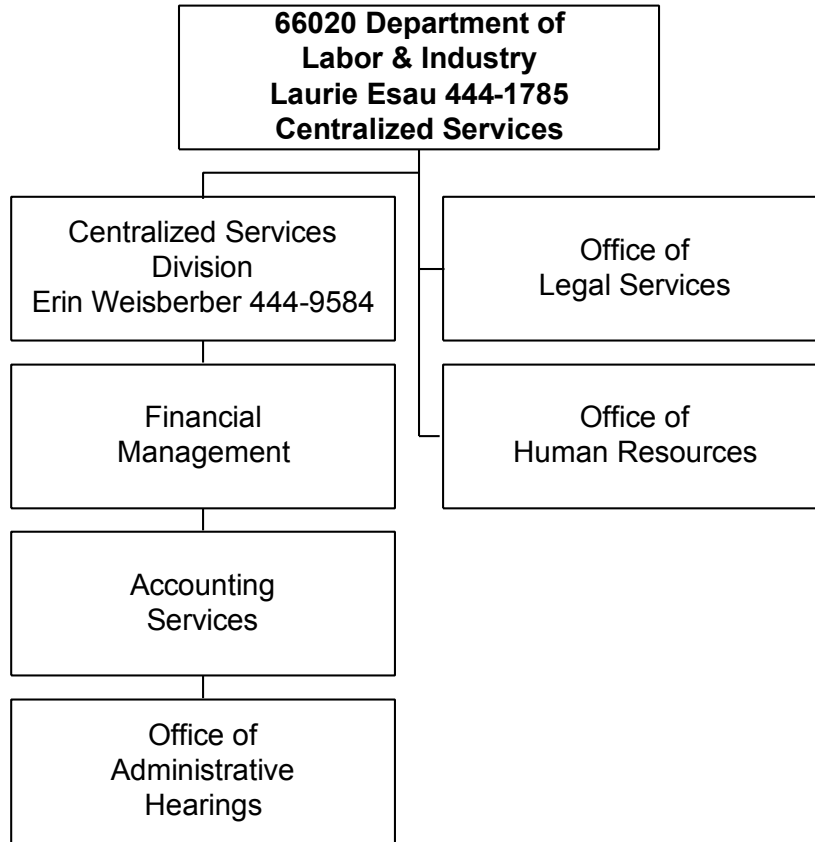 66020 Department of
Labor & Industry
Laurie Esau 444-1785
Centralized Services
Centralized Services
Division
Erin Weisberber 444-9584
Office of
Legal Services
Financial
Management
Office of
Human Resources
Accounting
Services
Office of
Administrative
Hearings